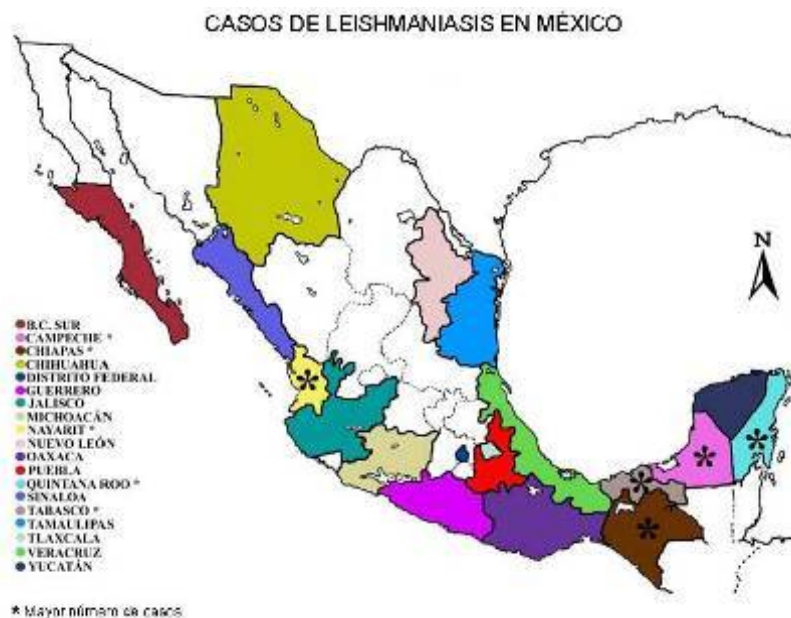 CASOS DE LEISHMANIASIS EN MÉXICO
N
B.C. SUR
CAMPECHE *
CHIAPAS *
CHIHUAHUA
DISTRITO FEDERAL
GUERRERO
JALISCO
MICHOACÁN
NAYARIT *
NUEVO LEÓN
OAXACA
PUEBLA
QUINTANA ROO *
SINALOA
TABASCO *
TAMAULIPAS
TLAXCALA
VERACRUZ
YUCATÁN
* Mayor número de casos